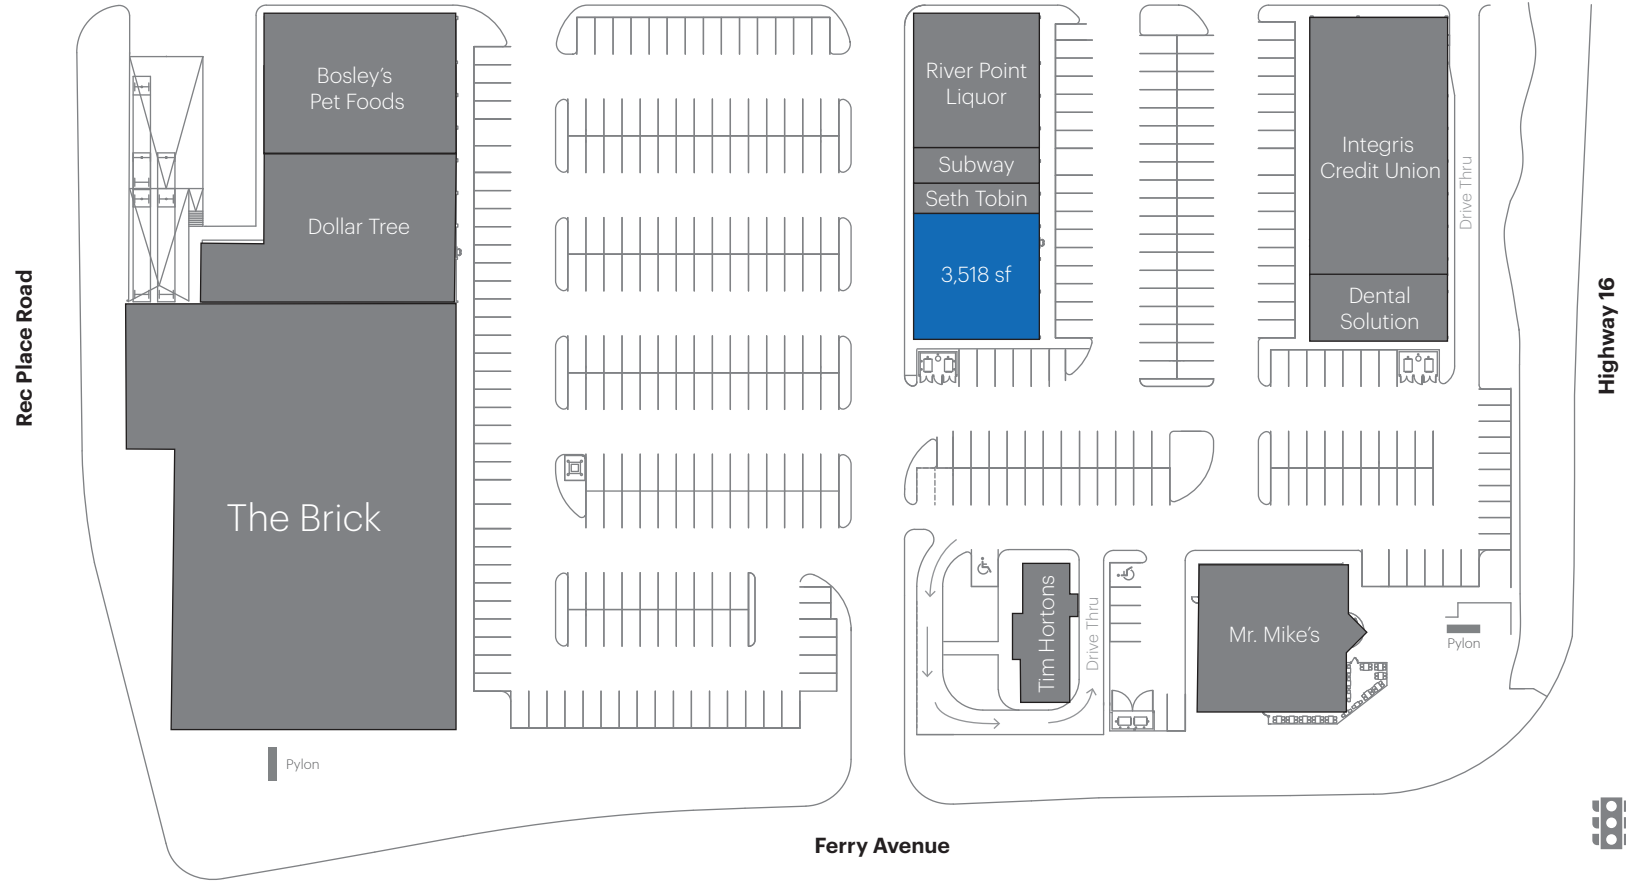 Bosley’s
Pet Foods
Dollar Tree
The Brick
Rec Place Road
Pylon
River Point
Liquor
Subway
Seth Tobin
3,518 sf
Integris
Credit Union
Drive Thru
Dental
Solution
Highway 16
Tim Hortons
Drive Thru
Mr. Mike’s
Pylon
Ferry Avenue